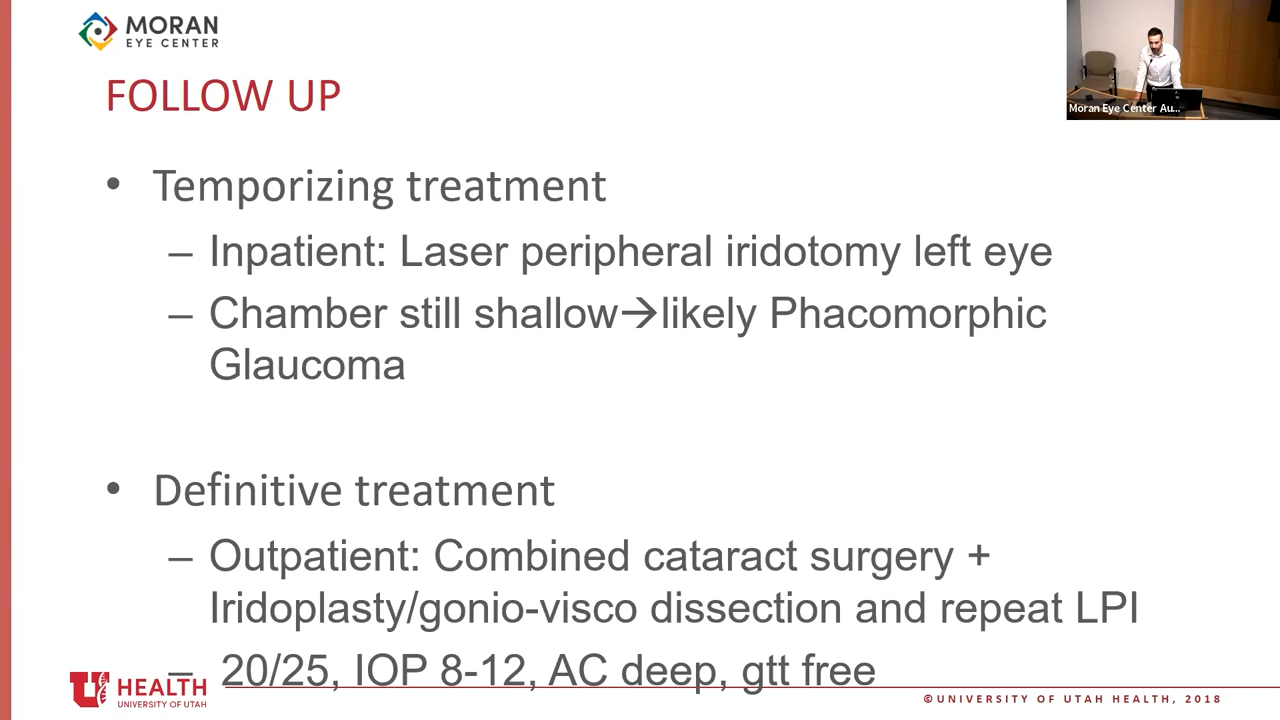 MORAN
EYE CENTER
Moran Eye Center Au...
FOLLOW UP
• Temporizing treatment
– Inpatient: Laser peripheral iridotomy left eye
– Chamber still shallow→likely Phacomorphic
Glaucoma
• Definitive treatment
– Outpatient: Combined cataract surgery +
Iridoplasty/gonio-visco dissection and repeat LPI
– 20/25, IOP 8-12, AC deep, gtt free
U HEALTH
UNIVERSITY OF UTAH
©UNIVERSITY OF UTAH HEALTH, 2018